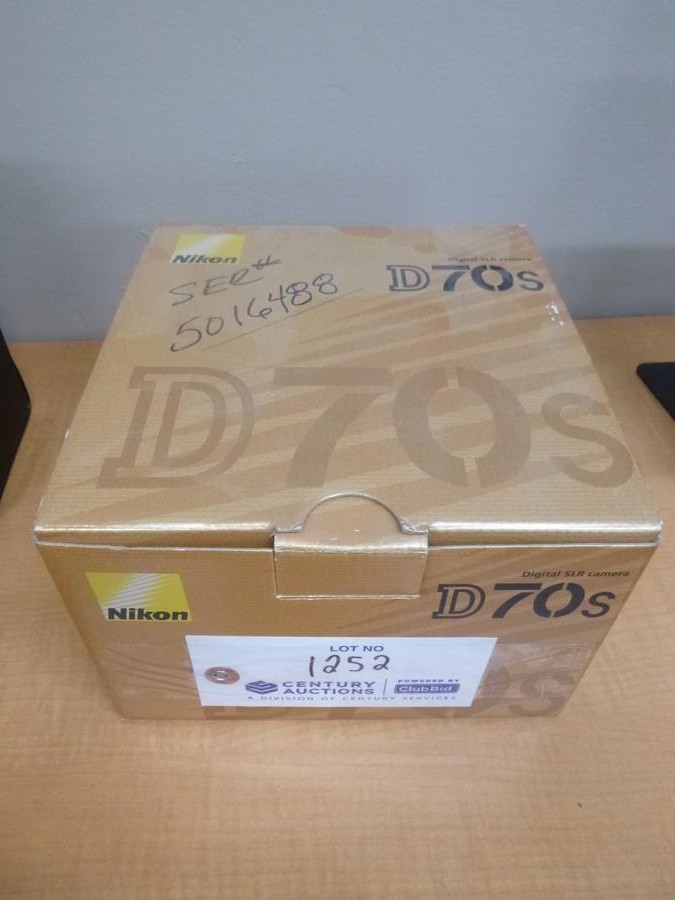 Nikon
SER#
5016488
Digital SLR camera
D70s
D70s
Nikon
Digital SLR camera
D70s
LOT NO
1252
CENTURY AUCTIONS
POWERED BY
ClubBid
A DIVISION OF CENTURY SERVICES